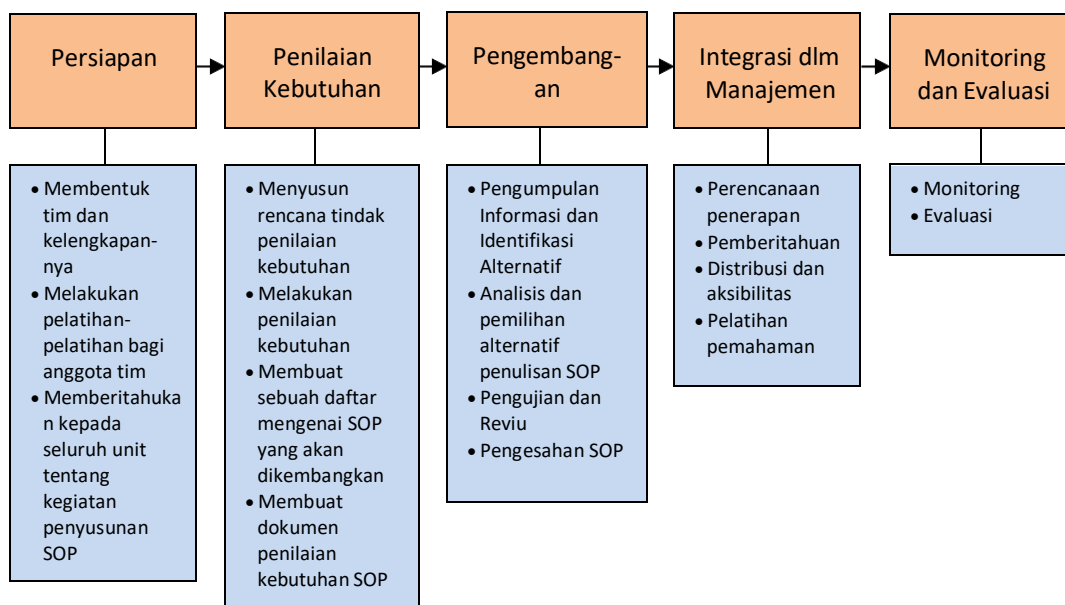 Persiapan
Penilaian
Kebutuhan
Pengembang-
an
Integrasi dlm
Manajemen
Monitoring
dan Evaluasi
• Membentuk
tim dan
kelengkapan-
nya
• Melakukan
pelatihan-
pelatihan bagi
anggota tim
• Memberitahuka
n kepada
seluruh unit
tentang
kegiatan
penyusunan
SOP
• Menyusun
rencana tindak
penilaian
kebutuhan
• Melakukan
penilaian
kebutuhan
• Membuat
sebuah daftar
mengenai SOP
yang akan
dikembangkan
• Membuat
dokumen
penilaian
kebutuhan SOP
• Pengumpulan
Informasi dan
Identifikasi
Alternatif
• Analisis dan
pemilihan
alternatif
penulisan SOP
• Pengujian dan
Reviu
• Pengesahan SOP
• Perencanaan
penerapan
• Pemberitahuan
• Distribusi dan
aksibilitas
• Pelatihan
pemahaman
• Monitoring
• Evaluasi